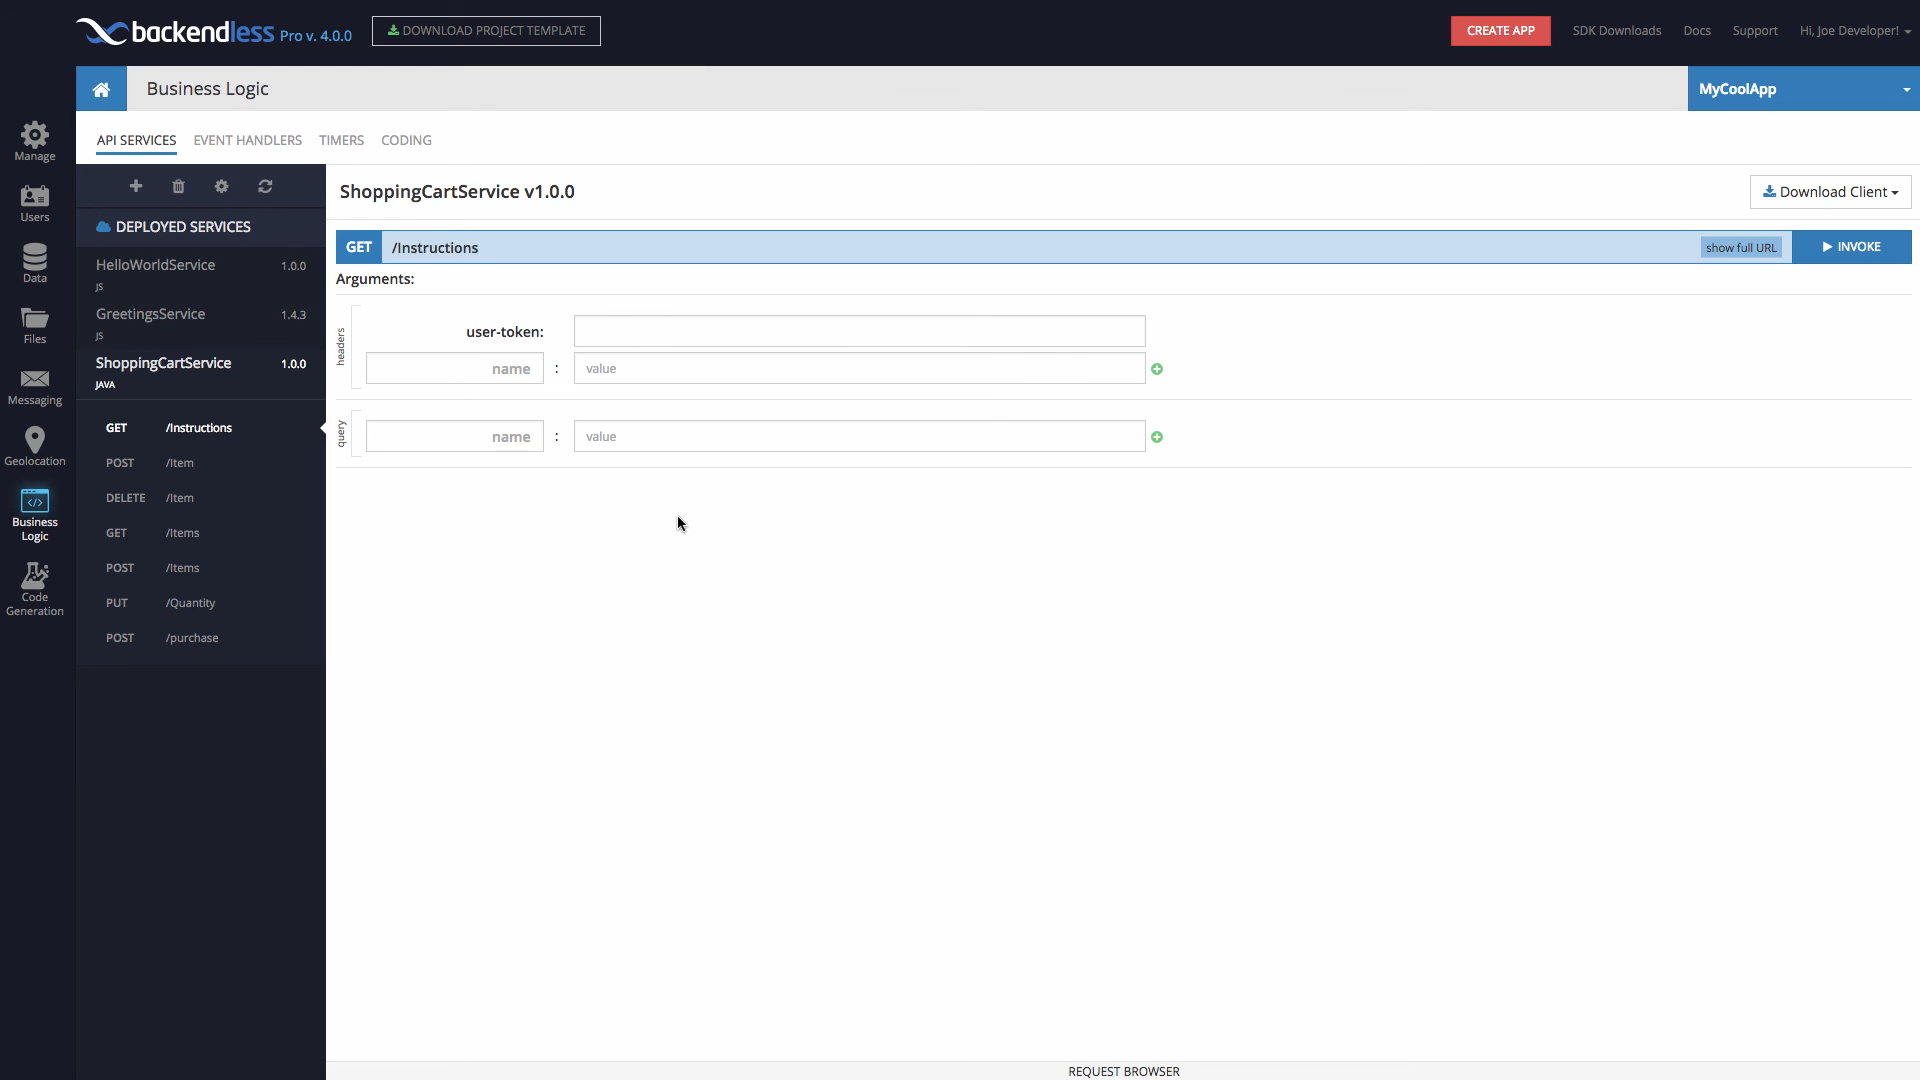 backendless Pro v. 4.0.0
DOWNLOAD PROJECT TEMPLATE
CREATE APP
SDK Downloads
Docs
Support
Hi, Joe Developer!
Business Logic
MyCoolApp
Manage
Users
Data
Files
Messaging
Geolocation
Business
Logic
Code
Generation
API SERVICES
EVENT HANDLERS
TIMERS
CODING
DEPLOYED SERVICES
HelloWorldService 1.0.0
JS
GreetingsService 1.4.3
JS
ShoppingCartService 1.0.0
JAVA
GET /Instructions
POST /Item
DELETE /Item
GET /Items
POST /Items
PUT /Quantity
POST /purchase
ShoppingCartService v1.0.0
Download Client
GET /Instructions
show full URL
INVOKE
Arguments:
headers
user-token:
name : value
query
name : value
REQUEST BROWSER